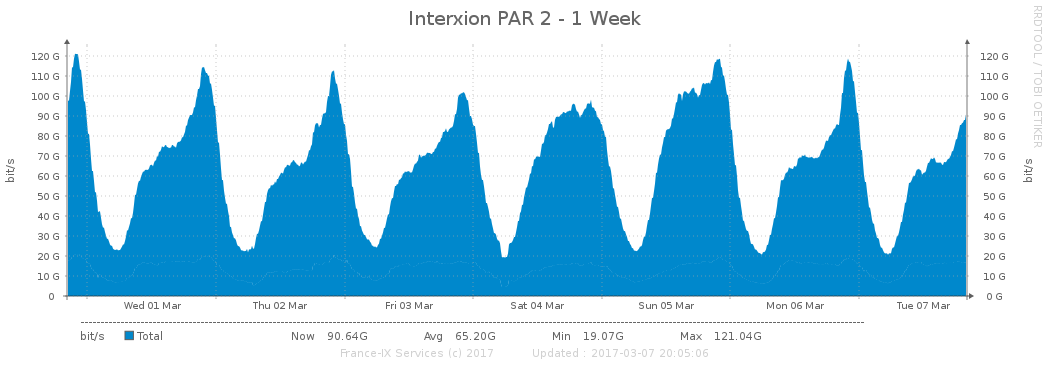 Interxion PAR 2 - 1 Week
RRDTOOL / TOBI OETIKER
bit/s
120 G
110 G
100 G
90 G
80 G
70 G
60 G
50 G
40 G
30 G
20 G
10 G
0
120 G
110 G
100 G
90 G
80 G
70 G
60 G
50 G
40 G
30 G
20 G
10 G
0 G
bit/s
Wed 01 Mar Thu 02 Mar Fri 03 Mar Sat 04 Mar Sun 05 Mar Mon 06 Mar Tue 07 Mar
bit/s Total Now 90.64G Avg 65.20G Min 19.07G Max 121.04G
France-IX Services (c) 2017 Updated : 2017-03-07 20:05:06